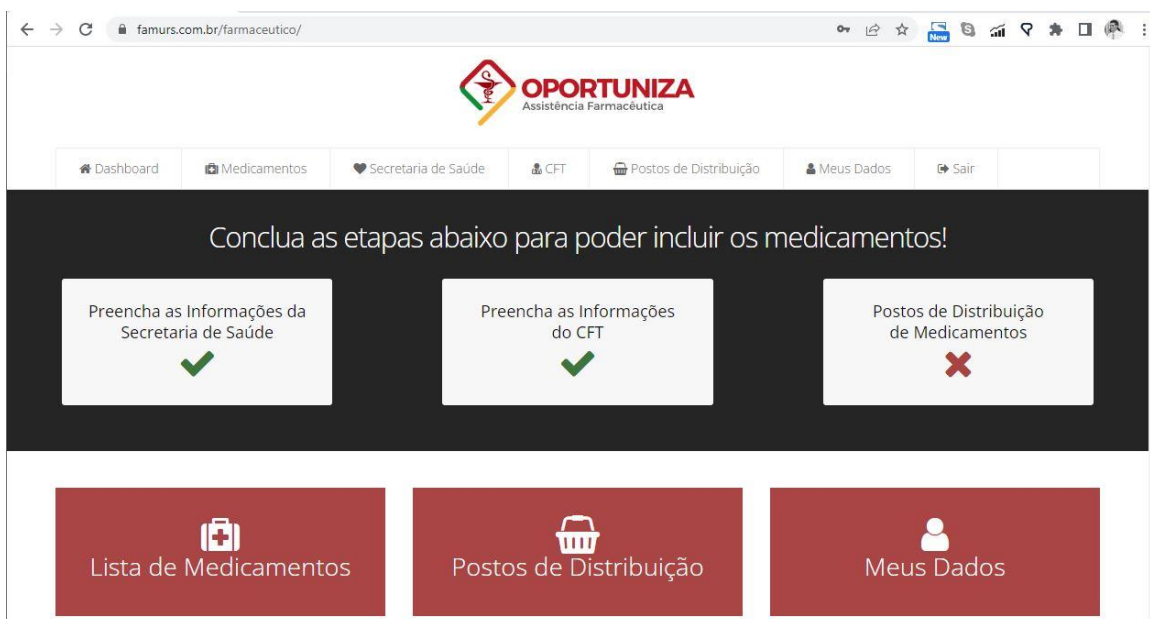 famurs.com.br/farmaceutico/
New
OPORTUNIZA
Assistência Farmacêutica
Dashboard Medicamentos Secretaria de Saúde CFT Postos de Distribuição Meus Dados Sair
Conclua as etapas abaixo para poder incluir os medicamentos!
Preencha as Informações da
Secretaria de Saúde
Preencha as Informações
do CFT
Postos de Distribuição
de Medicamentos
Lista de Medicamentos
Postos de Distribuição
Meus Dados